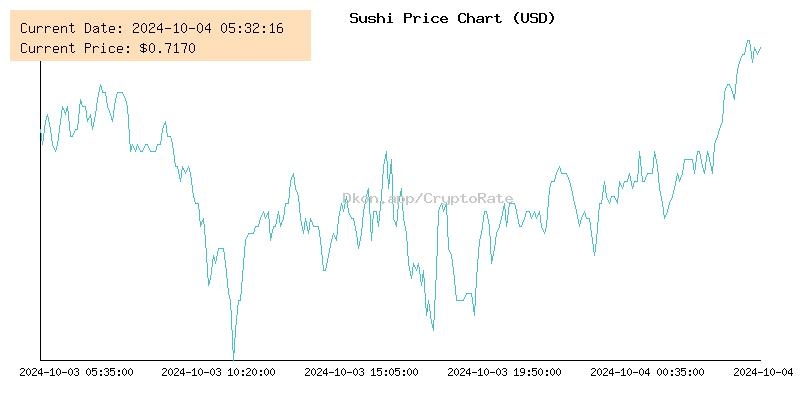 Sushi Price Chart (USD)
Current Date: 2024-10-04 05:32:16
Current Price: $0.7170
Dkon.app/CryptoRate
2024-10-03 05:35:00 2024-10-03 10:20:00 2024-10-03 15:05:00 2024-10-03 19:50:00 2024-10-04 00:35:00 2024-10-04